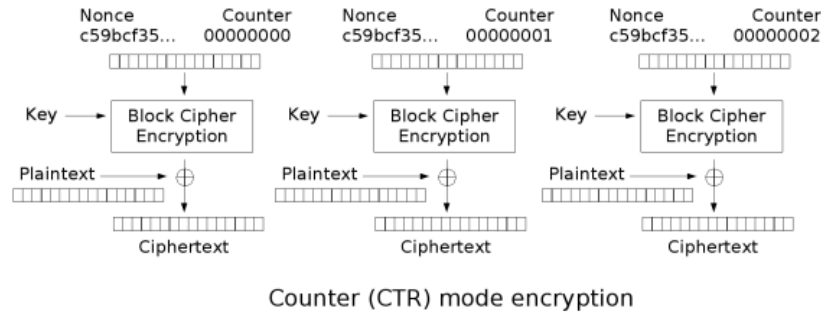 Nonce Counter Nonce Counter Nonce Counter
c59bcf35... 00000000 c59bcf35... 00000001 c59bcf35... 00000002
Key Block Cipher Encryption Key Block Cipher Encryption Key Block Cipher Encryption
Plaintext Plaintext Plaintext
Ciphertext Ciphertext Ciphertext
Counter (CTR) mode encryption